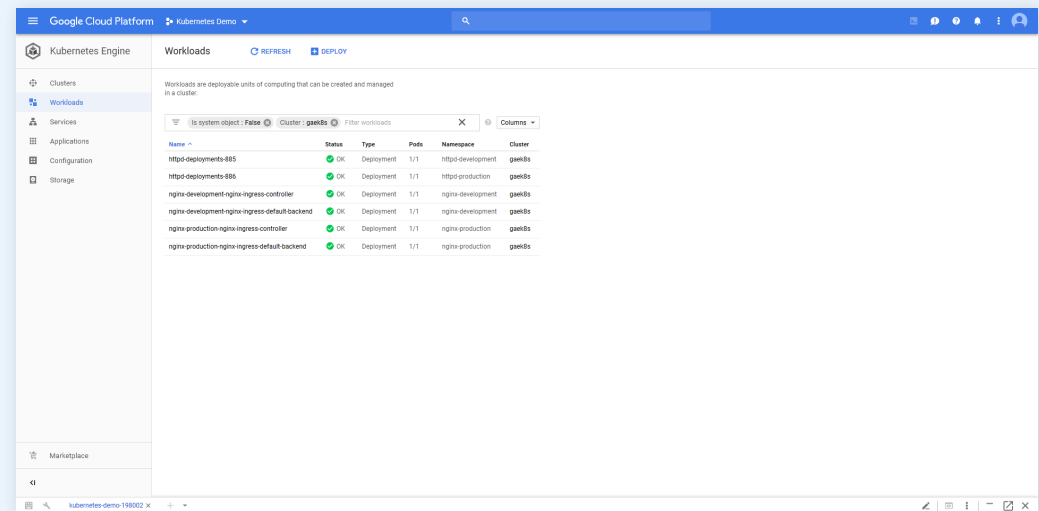 Google Cloud Platform Kubernetes Demo
Kubernetes Engine
Workloads REFRESH DEPLOY
Clusters
Workloads
Services
Applications
Configuration
Storage
Marketplace
Workloads are deployable units of computing that can be created and managed
in a cluster.
Is system object : False Cluster : gaek8s Filter workloads Columns
Name Status Type Pods Namespace Cluster
httpd-deployments-885 OK Deployment 1/1 httpd-development gaek8s
httpd-deployments-886 OK Deployment 1/1 httpd-production gaek8s
nginx-development-nginx-ingress-controller OK Deployment 1/1 nginx-development gaek8s
nginx-development-nginx-ingress-default-backend OK Deployment 1/1 nginx-development gaek8s
nginx-production-nginx-ingress-controller OK Deployment 1/1 nginx-production gaek8s
nginx-production-nginx-ingress-default-backend OK Deployment 1/1 nginx-production gaek8s
kubernetes-demo-198002